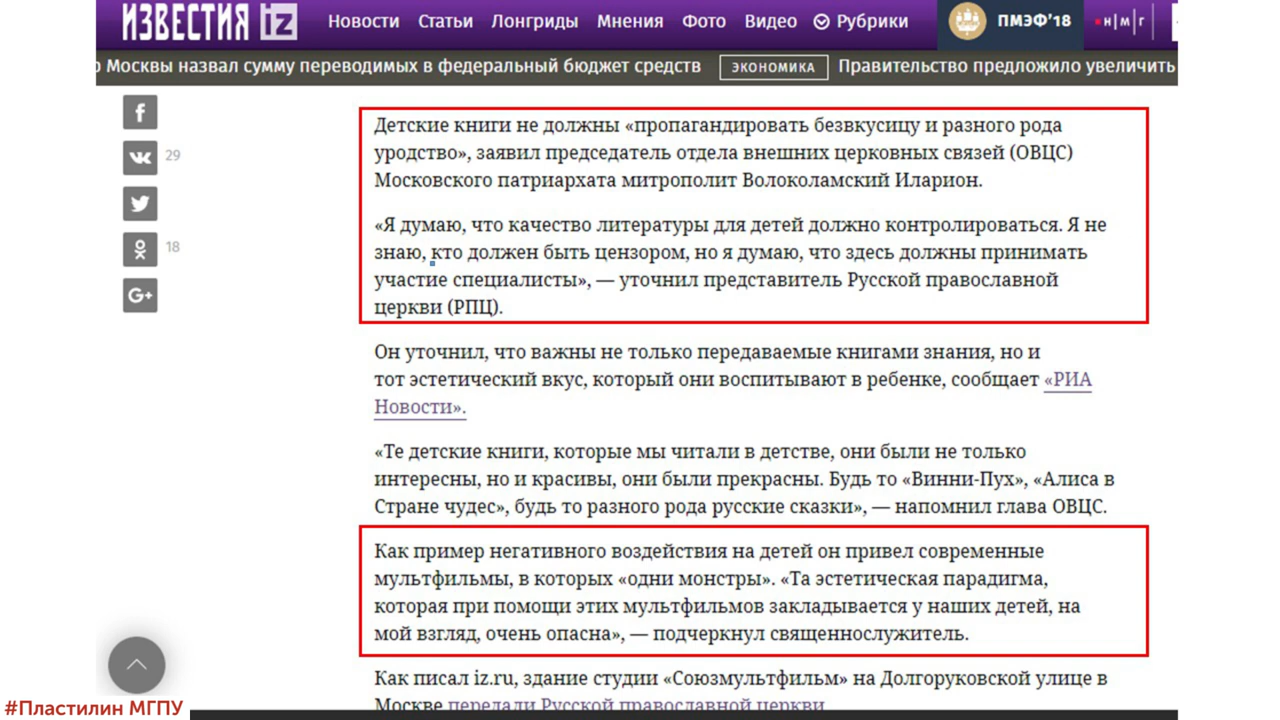 ИЗВЕСТИЯ iz Новости Статьи Лонгриды Мнения Фото Видео Рубрики ПМЭФ'18 н|м|г
Москвы назвал сумму переводимых в федеральный бюджет средств ЭКОНОМИКА Правительство предложило увеличить
29
18
G+
Детские книги не должны «пропагандировать безвкусицу и разного рода
уродство», заявил председатель отдела внешних церковных связей (ОВЦС)
Московского патриархата митрополит Волоколамский Иларион.
«Я думаю, что качество литературы для детей должно контролироваться. Я не
знаю, кто должен быть цензором, но я думаю, что здесь должны принимать
участие специалисты», — уточнил представитель Русской православной
церкви (РПЦ).
Он уточнил, что важны не только передаваемые книгами знания, но и
тот эстетический вкус, который они воспитывают в ребенке, сообщает «РИА
Новости».
«Те детские книги, которые мы читали в детстве, они были не только
интересны, но и красивы, они были прекрасны. Будь то «Винни-Пух», «Алиса в
Стране чудес», будь то разного рода русские сказки», — напомнил глава ОВЦС.
Как пример негативного воздействия на детей он привел современные
мультфильмы, в которых «одни монстры». «Та эстетическая парадигма,
которая при помощи этих мультфильмов закладывается у наших детей, на
мой взгляд, очень опасна», — подчеркнул священнослужитель.
Как писал iz.ru, здание студии «Союзмультфильм» на Долгоруковской улице в
Москве передали Русской православной церкви
#Пластилин МГПУ